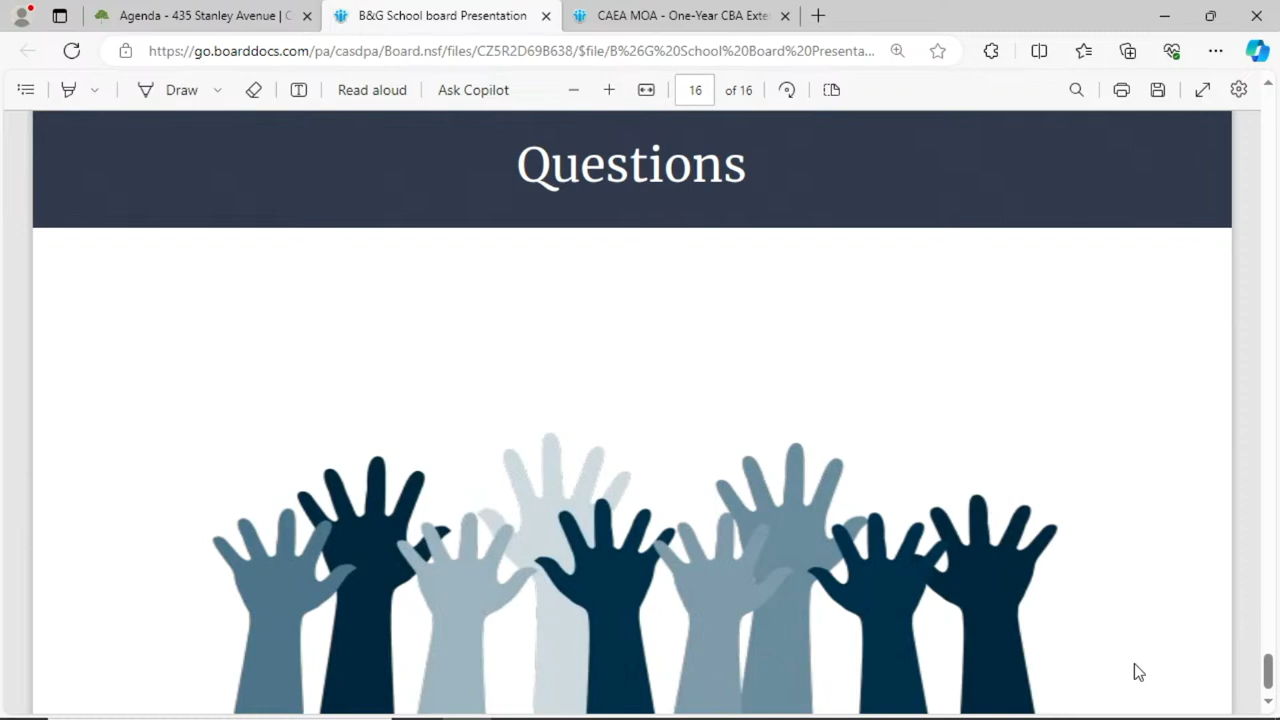 Agenda - 435 Stanley Avenue | C
B&G School board Presentation
CAEA MOA - One-Year CBA Exte
https://go.boarddocs.com/pa/casdpa/Board.nsf/files/CZ5R2D69B638/$file/B%26G%20School%20Board%20Presenta...
Draw
Read aloud
Ask Copilot
16
of 16
Questions